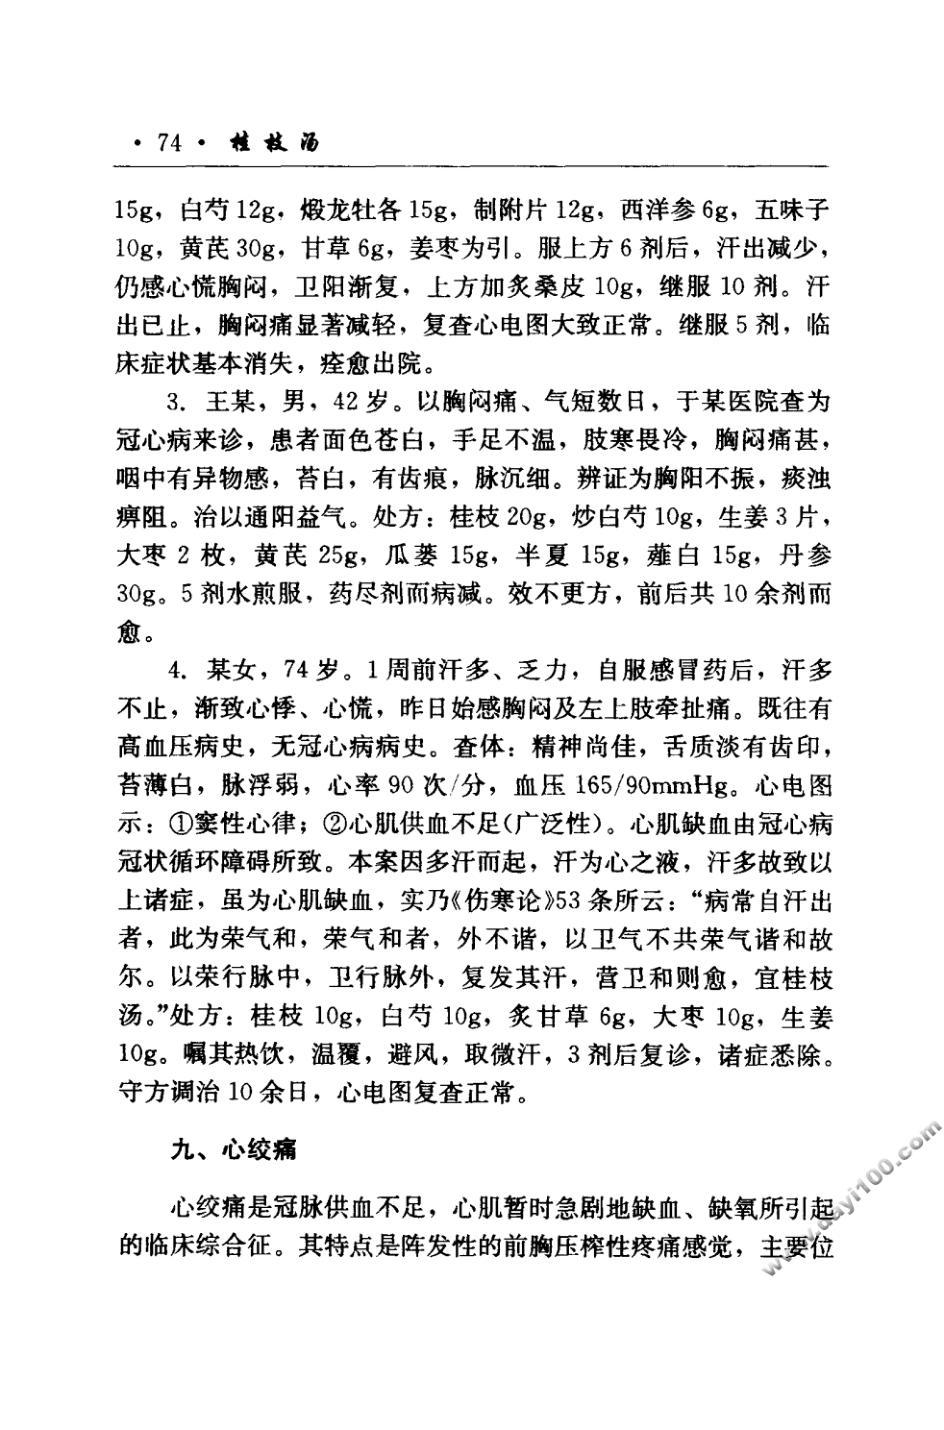 · 74 · 桂枝汤
15g，白芍 12g，煅龙牡各 15g，制附片 12g，西洋参 6g，五味子
10g，黄芪 30g，甘草 6g，姜枣为引。服上方 6 剂后，汗出减少，
仍感心慌胸闷，卫阳渐复，上方加炙桑皮 10g，继服 10 剂。汗
出已止，胸闷痛显著减轻，复查心电图大致正常。继服 5 剂，临
床症状基本消失，痊愈出院。
3．王某，男，42 岁。以胸闷痛、气短数日，于某医院查为
冠心病来诊，患者面色苍白，手足不温，肢寒畏冷，胸闷痛甚，
咽中有异物感，苔白，有齿痕，脉沉细。辨证为胸阳不振，痰浊
痹阻。治以通阳益气。处方：桂枝 20g，炒白芍 10g，生姜 3 片，
大枣 2 枚，黄芪 25g，瓜蒌 15g，半夏 15g，薤白 15g，丹参
30g。5 剂水煎服，药尽剂而病减。效不更方，前后共 10 余剂而
愈。
4．某女，74 岁。1 周前汗多、乏力，自服感冒药后，汗多
不止，渐致心悸、心慌，昨日始感胸闷及左上肢牵扯痛。既往有
高血压病史，无冠心病病史。查体：精神尚佳，舌质淡有齿印，
苔薄白，脉浮弱，心率 90 次/分，血压 165/90mmHg。心电图
示：①窦性心律；②心肌供血不足(广泛性)。心肌缺血由冠心病
冠状循环障碍所致。本案因多汗而起，汗为心之液，汗多故致以
上诸症，虽为心肌缺血，实乃《伤寒论》53 条所云：“病常自汗出
者，此为荣气和，荣气和者，外不谐，以卫气不共荣气谐和故
尔。以荣行脉中，卫行脉外，复发其汗，营卫和则愈，宜桂枝
汤。”处方：桂枝 10g，白芍 10g，炙甘草 6g，大枣 10g，生姜
10g。嘱其热饮，温覆，避风，取微汗，3 剂后复诊，诸症悉除。
守方调治 10 余日，心电图复查正常。
九、心绞痛
心绞痛是冠脉供血不足，心肌暂时急剧地缺血、缺氧所引起
的临床综合征。其特点是阵发性的前胸压榨性疼痛感觉，主要位
www.dayi100.com